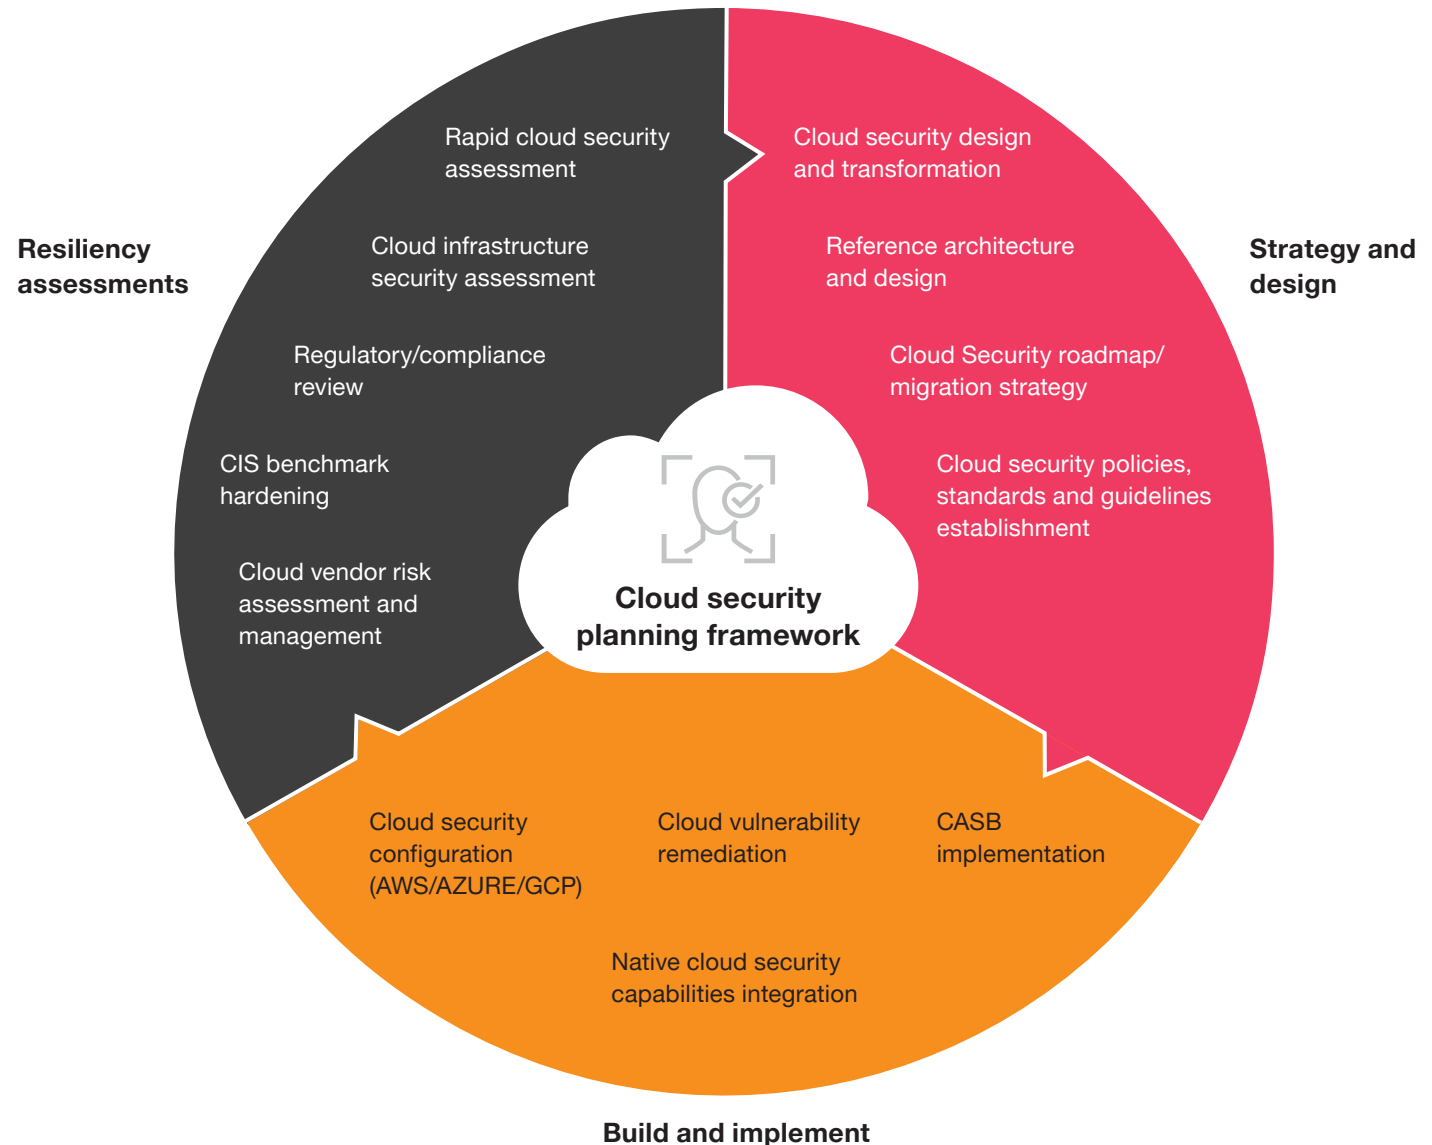 Resiliency
assessments
Rapid cloud security
assessment
Cloud infrastructure
security assessment
Regulatory/compliance
review
CIS benchmark
hardening
Cloud vendor risk
assessment and
management
Strategy and
design
Cloud security design
and transformation
Reference architecture
and design
Cloud Security roadmap/
migration strategy
Cloud security policies,
standards and guidelines
establishment
Cloud security
planning framework
Cloud security
configuration
(AWS/AZURE/GCP)
Cloud vulnerability
remediation
CASB
implementation
Native cloud security
capabilities integration
Build and implement